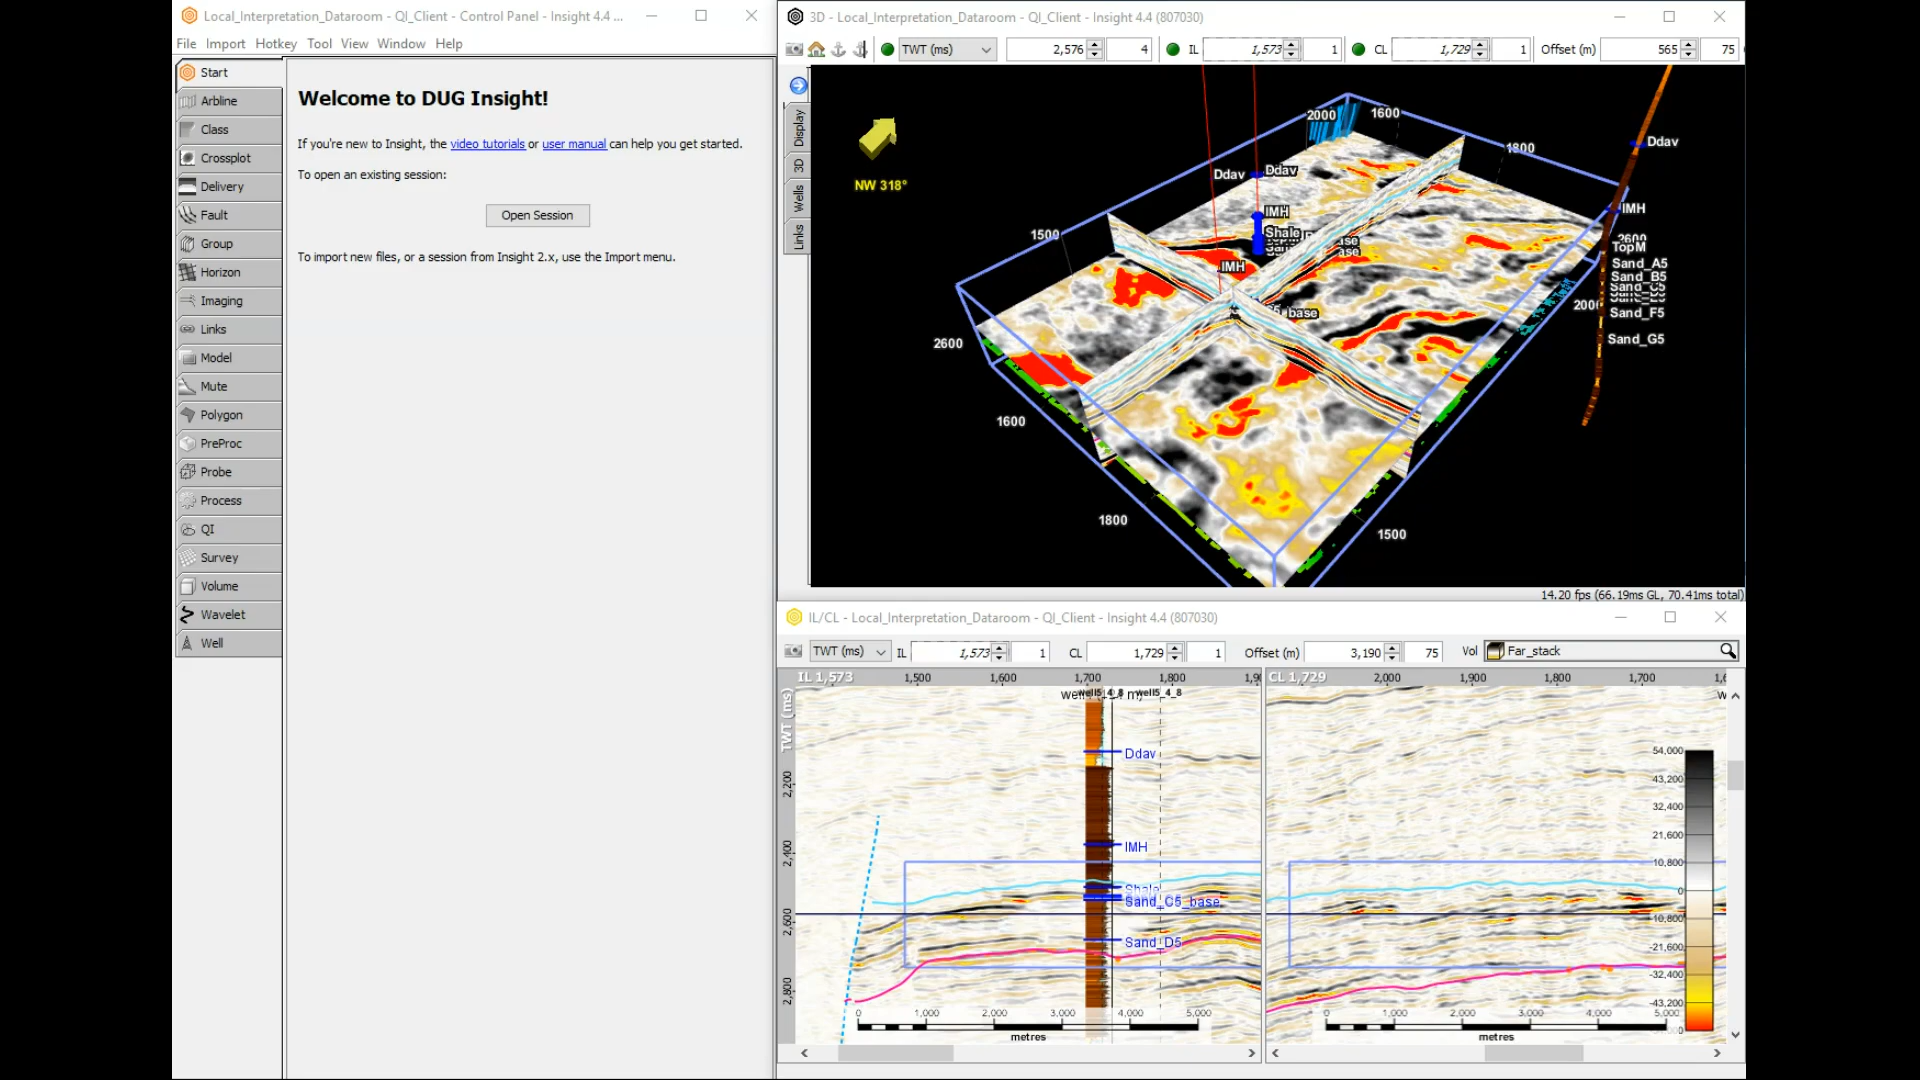 Local_Interpretation_Dataroom - QI_Client - Control Panel - Insight 4.4 ...
File Import Hotkey Tool View Window Help
Start
Arbline
Class
Crossplot
Delivery
Fault
Group
Horizon
Imaging
Links
Model
Mute
Polygon
PreProc
Probe
Process
QI
Survey
Volume
Wavelet
Well
Welcome to DUG Insight!
If you're new to Insight, the video tutorials or user manual can help you get started.
To open an existing session:
Open Session
To import new files, or a session from Insight 2.x, use the Import menu.
3D - Local_Interpretation_Dataroom - QI_Client - Insight 4.4 (807030)
TWT (ms) 2,576 4 IL 1,573 1 CL 1,729 1 Offset (m) 565 75
Display
3D
Wells
Links
NW 318°
2000 1600
1800
Ddav
Ddav Ddav
IMH
IMH
1500
Shale
2600
TopM
IMH
Sand_A5
Sand_B5
Sand_C5
base
2000
Sand_F5
Sand_G5
2600
1600
1800
1500
14.20 fps (66.19ms GL, 70.41ms total)
IL/CL - Local_Interpretation_Dataroom - QI_Client - Insight 4.4 (807030)
TWT (ms) IL 1,573 1 CL 1,729 1 Offset (m) 3,190 75 Vol Far_stack
IL 1,573 1,500 1,600 1,700 1,800 1,9
CL 1,729 2,000 1,900 1,800 1,700
well5_4_8
TWT (ms)
2,200
2,400
2,600
2,800
Ddav
IMH
Shale
Sand_C5_base
Sand_D5
0 1,000 2,000 3,000 4,000 5,000
metres
54,000
43,200
32,400
21,600
10,800
0
-10,800
-21,600
-32,400
-43,200
0 1,000 2,000 3,000 4,000 5,000
metres